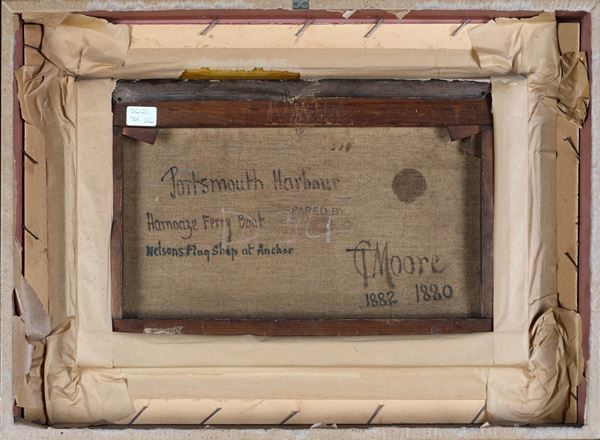 Portsmouth Harbour
Hamoaze Ferry Boat
PREPARED BY
Nelsons Flag Ship at Anchor
Moore
1882 1880